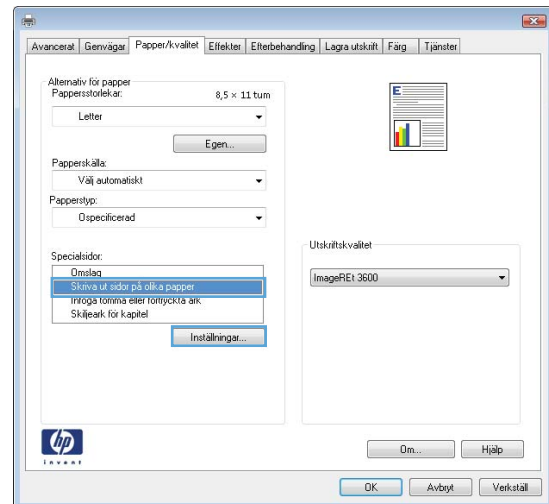 Avancerat Genvägar Papper/kvalitet Effekter Efterbehandling Lagra utskrift Färg Tjänster
Alternativ för papper
Pappersstorlekar: 8,5 × 11 tum
Letter
Egen...
Papperskälla:
Välj automatiskt
Papperstyp:
Ospecificerad
Specialsidor:
Omslag
Skriva ut sidor på olika papper
Infoga tomma eller förtryckta ark
Skiljeark för kapitel
Inställningar...
E
Utskriftskvalitet
ImageREt 3600
hp
invent
Om... Hjälp
OK Avbryt Verkställ